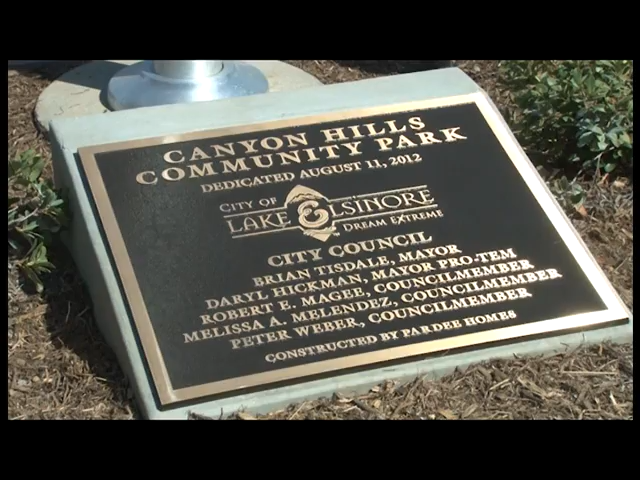 CANYON HILLS
COMMUNITY PARK
DEDICATED AUGUST 11, 2012
CITY OF
LAKE ELSINORE
DREAM EXTREME
CITY COUNCIL
BRIAN TISDALE, MAYOR
DARYL HICKMAN, MAYOR PRO-TEM
ROBERT E. MAGEE, COUNCILMEMBER
MELISSA A. MELENDEZ, COUNCILMEMBER
PETER WEBER, COUNCILMEMBER
CONSTRUCTED BY PARDEE HOMES